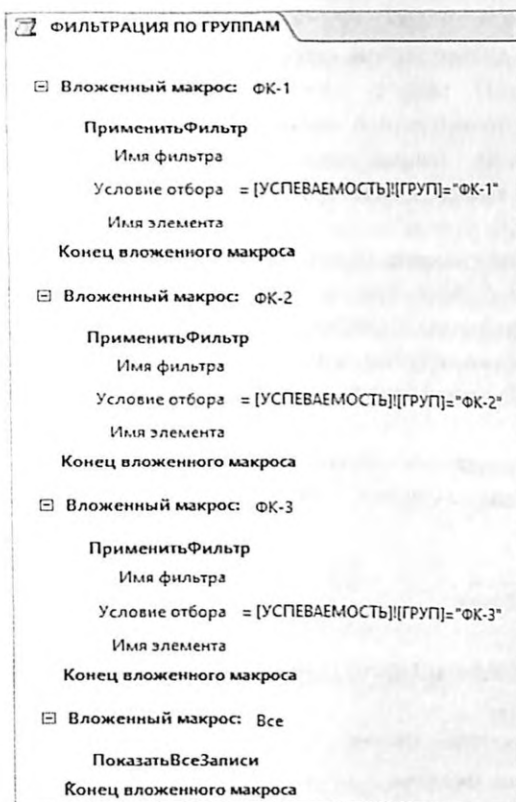 ФИЛЬТРАЦИЯ ПО ГРУППАМ
Вложенный макрос: ФК-1
ПрименитьФильтр
Имя фильтра
Условие отбора = [УСПЕВАЕМОСТЬ]![ГРУП]="ФК-1"
Имя элемента
Конец вложенного макроса
Вложенный макрос: ФК-2
ПрименитьФильтр
Имя фильтра
Условие отбора = [УСПЕВАЕМОСТЬ]![ГРУП]="ФК-2"
Имя элемента
Конец вложенного макроса
Вложенный макрос: ФК-3
ПрименитьФильтр
Имя фильтра
Условие отбора = [УСПЕВАЕМОСТЬ]![ГРУП]="ФК-3"
Имя элемента
Конец вложенного макроса
Вложенный макрос: Все
ПоказатьВсеЗаписи
Конец вложенного макроса